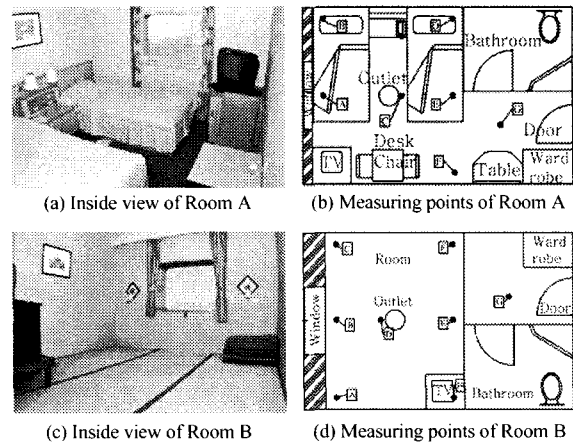 Bathroom
Outlet
Door
Desk
Chair
TV
Table
Ward
robe
(a) Inside view of Room A
(b) Measuring points of Room A
Room
Ward
robe
Window
Outlet
Door
TV
Bathroom
(c) Inside view of Room B
(d) Measuring points of Room B